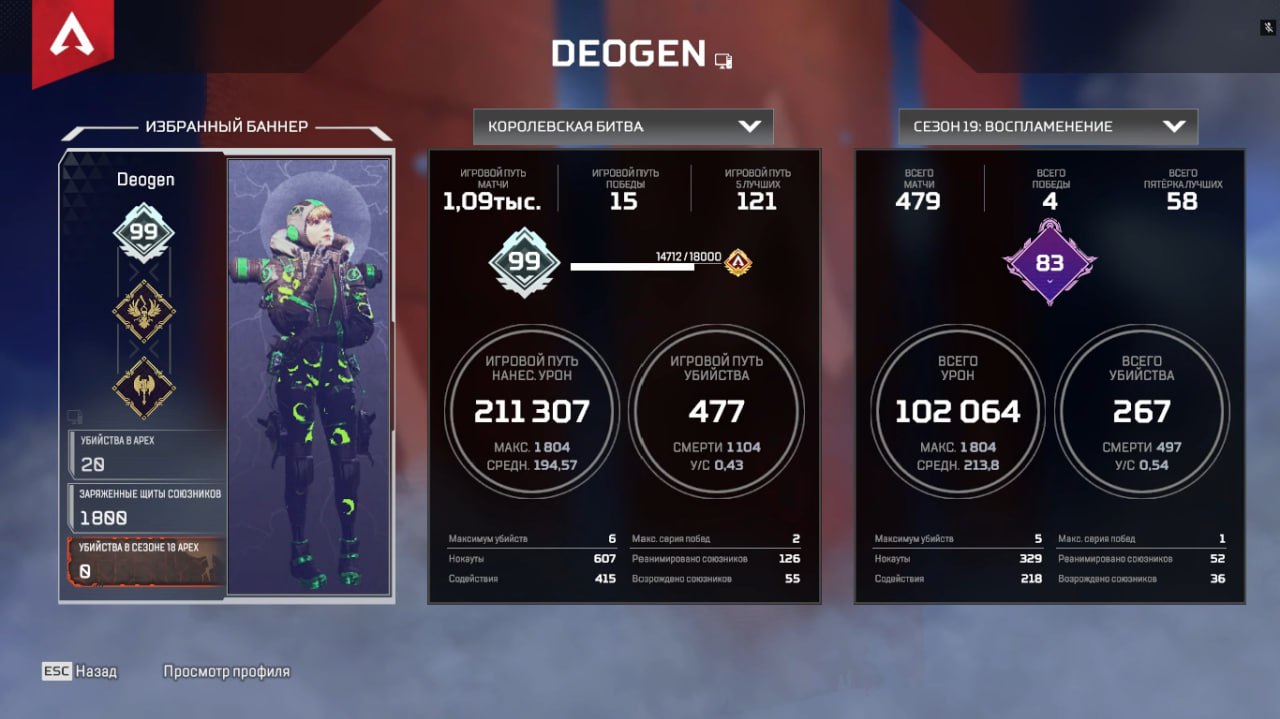 DEOGEN
ИЗБРАННЫЙ БАННЕР
Deogen
99
УБИЙСТВА В APEX
20
ЗАРЯЖЕННЫЕ ЩИТЫ СОЮЗНИКОВ
1800
УБИЙСТВА В СЕЗОНЕ 18 APEX
0
КОРОЛЕВСКАЯ БИТВА
ИГРОВОЙ ПУТЬ
МАТЧИ
1,09тыс.
ИГРОВОЙ ПУТЬ
ПОБЕДЫ
15
ИГРОВОЙ ПУТЬ
5 ЛУЧШИХ
121
99
14712 / 18000
ИГРОВОЙ ПУТЬ
НАНЕС. УРОН
211 307
МАКС. 1 804
СРЕДН. 194,57
ИГРОВОЙ ПУТЬ
УБИЙСТВА
477
СМЕРТИ 1 104
У/С 0,43
Максимум убийств 6
Нокауты 607
Содействия 415
Макс. серия побед 2
Реанимировано союзников 126
Возрождено союзников 55
СЕЗОН 19: ВОСПЛАМЕНЕНИЕ
ВСЕГО
МАТЧИ
479
ВСЕГО
ПОБЕДЫ
4
ВСЕГО
ПЯТЁРКА ЛУЧШИХ
58
83
ВСЕГО
УРОН
102 064
МАКС. 1 804
СРЕДН. 213,8
ВСЕГО
УБИЙСТВА
267
СМЕРТИ 497
У/С 0,54
Максимум убийств 5
Нокауты 329
Содействия 218
Макс. серия побед 1
Реанимировано союзников 52
Возрождено союзников 36
ESC Назад
Просмотр профиля